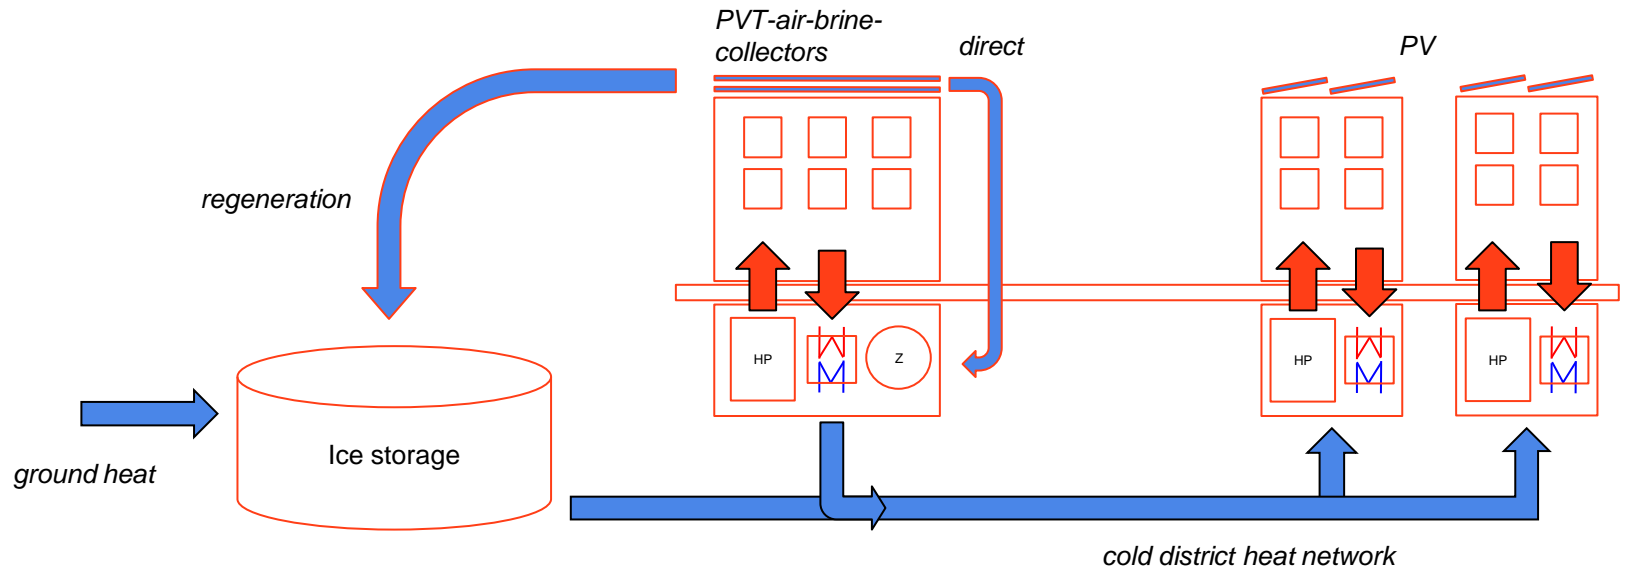 PVT-air-brine-
collectors
direct
PV
regeneration
HP
Z
HP
HP
Ice storage
ground heat
cold district heat network